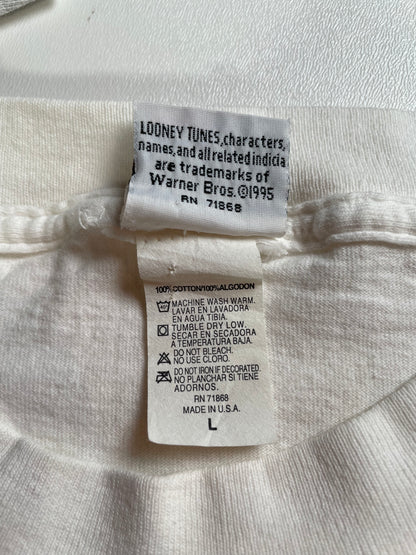 LOONEY TUNES, characters,
names, and all related indicia
are trademarks of
Warner Bros. ©1995
RN 71868
100% COTTON/100% ALGODON
MACHINE WASH WARM.
LAVAR EN LAVADORA
EN AGUA TIBIA.
TUMBLE DRY LOW.
SECAR EN SECADORA
A TEMPERATURA BAJA.
DO NOT BLEACH.
NO USE CLORO.
DO NOT IRON IF DECORATED.
NO PLANCHAR SI TIENE
ADORNOS.
RN 71868
MADE IN U.S.A.
L